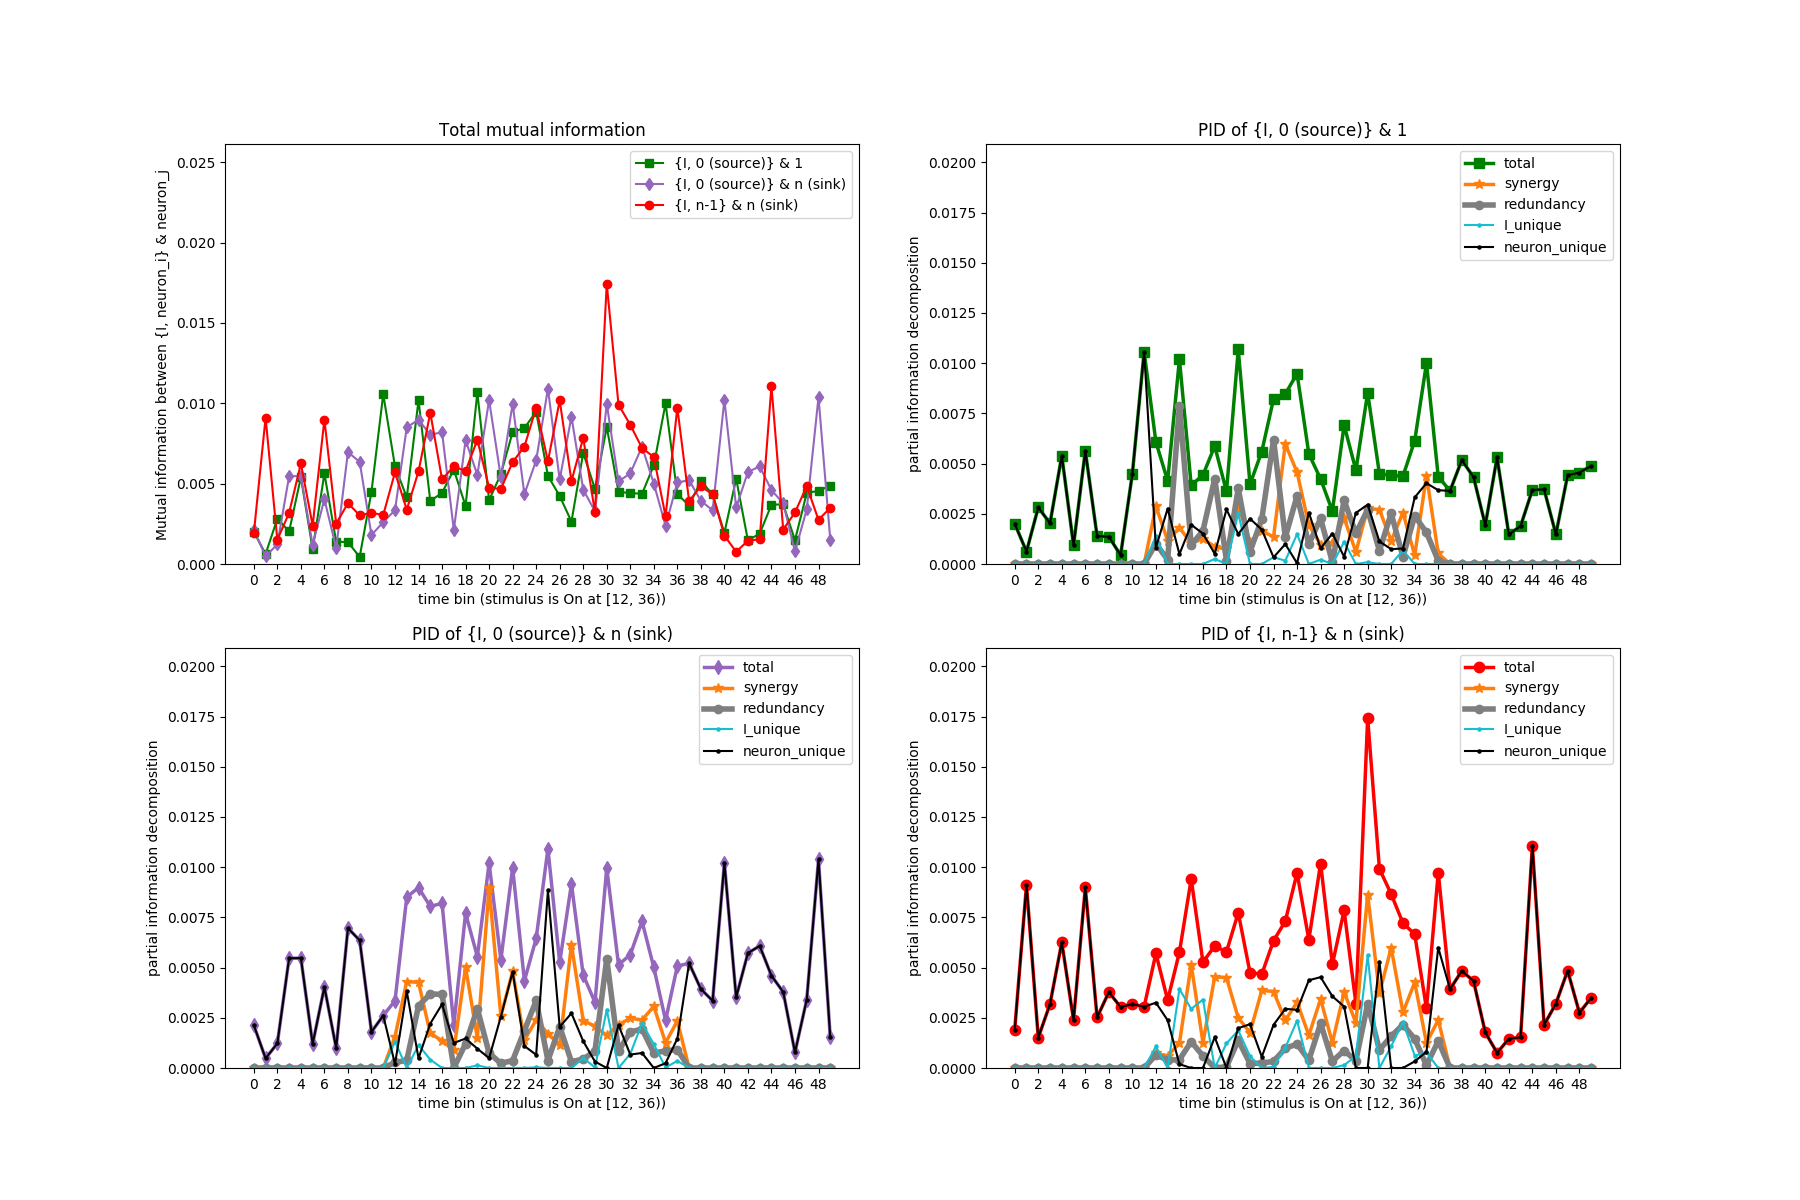 Total mutual information
Mutual information between {I, neuron_i} & neuron_j
0.025
0.020
0.015
0.010
0.005
0.000
{I, 0 (source)} & 1
{I, 0 (source)} & n (sink)
{I, n-1} & n (sink)
0 2 4 6 8 10 12 14 16 18 20 22 24 26 28 30 32 34 36 38 40 42 44 46 48
time bin (stimulus is On at [12, 36))
PID of {I, 0 (source)} & 1
partial information decomposition
0.0200
0.0175
0.0150
0.0125
0.0100
0.0075
0.0050
0.0025
0.0000
total
synergy
redundancy
I_unique
neuron_unique
0 2 4 6 8 10 12 14 16 18 20 22 24 26 28 30 32 34 36 38 40 42 44 46 48
time bin (stimulus is On at [12, 36))
PID of {I, 0 (source)} & n (sink)
partial information decomposition
0.0200
0.0175
0.0150
0.0125
0.0100
0.0075
0.0050
0.0025
0.0000
total
synergy
redundancy
I_unique
neuron_unique
0 2 4 6 8 10 12 14 16 18 20 22 24 26 28 30 32 34 36 38 40 42 44 46 48
time bin (stimulus is On at [12, 36))
PID of {I, n-1} & n (sink)
partial information decomposition
0.0200
0.0175
0.0150
0.0125
0.0100
0.0075
0.0050
0.0025
0.0000
total
synergy
redundancy
I_unique
neuron_unique
0 2 4 6 8 10 12 14 16 18 20 22 24 26 28 30 32 34 36 38 40 42 44 46 48
time bin (stimulus is On at [12, 36))